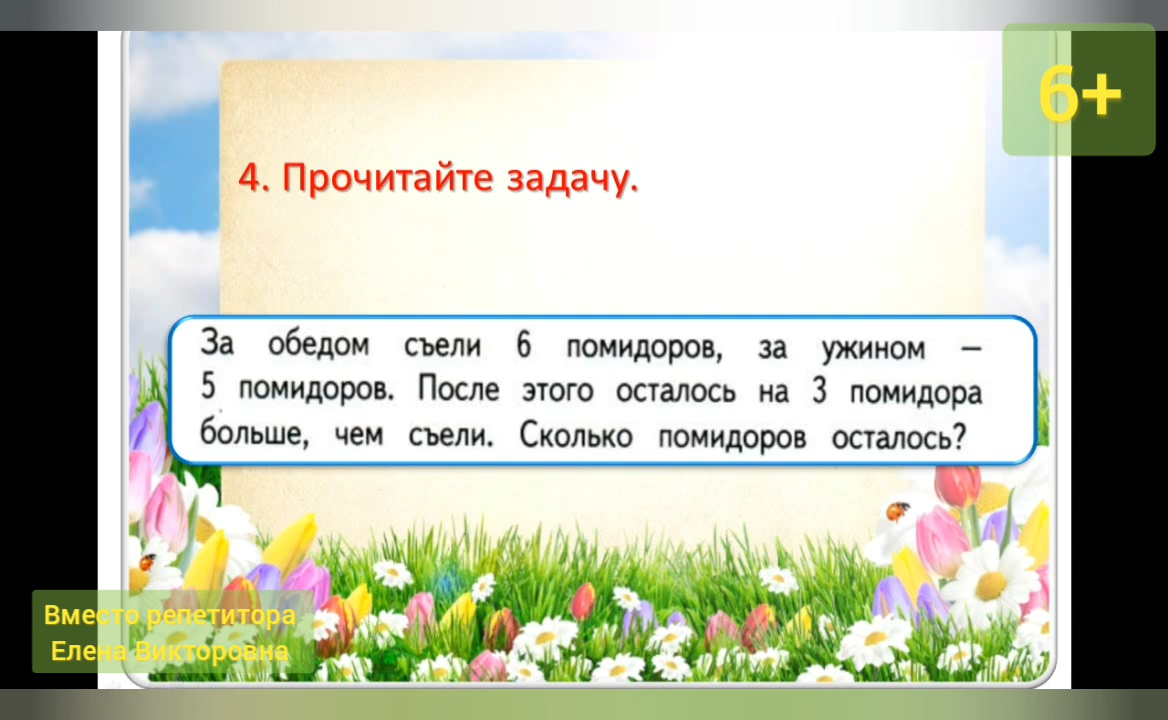 6+
4. Прочитайте задачу.
За обедом съели 6 помидоров, за ужином –
5 помидоров. После этого осталось на 3 помидора
больше, чем съели. Сколько помидоров осталось?
Вместо репетитора
Елена Викторовна